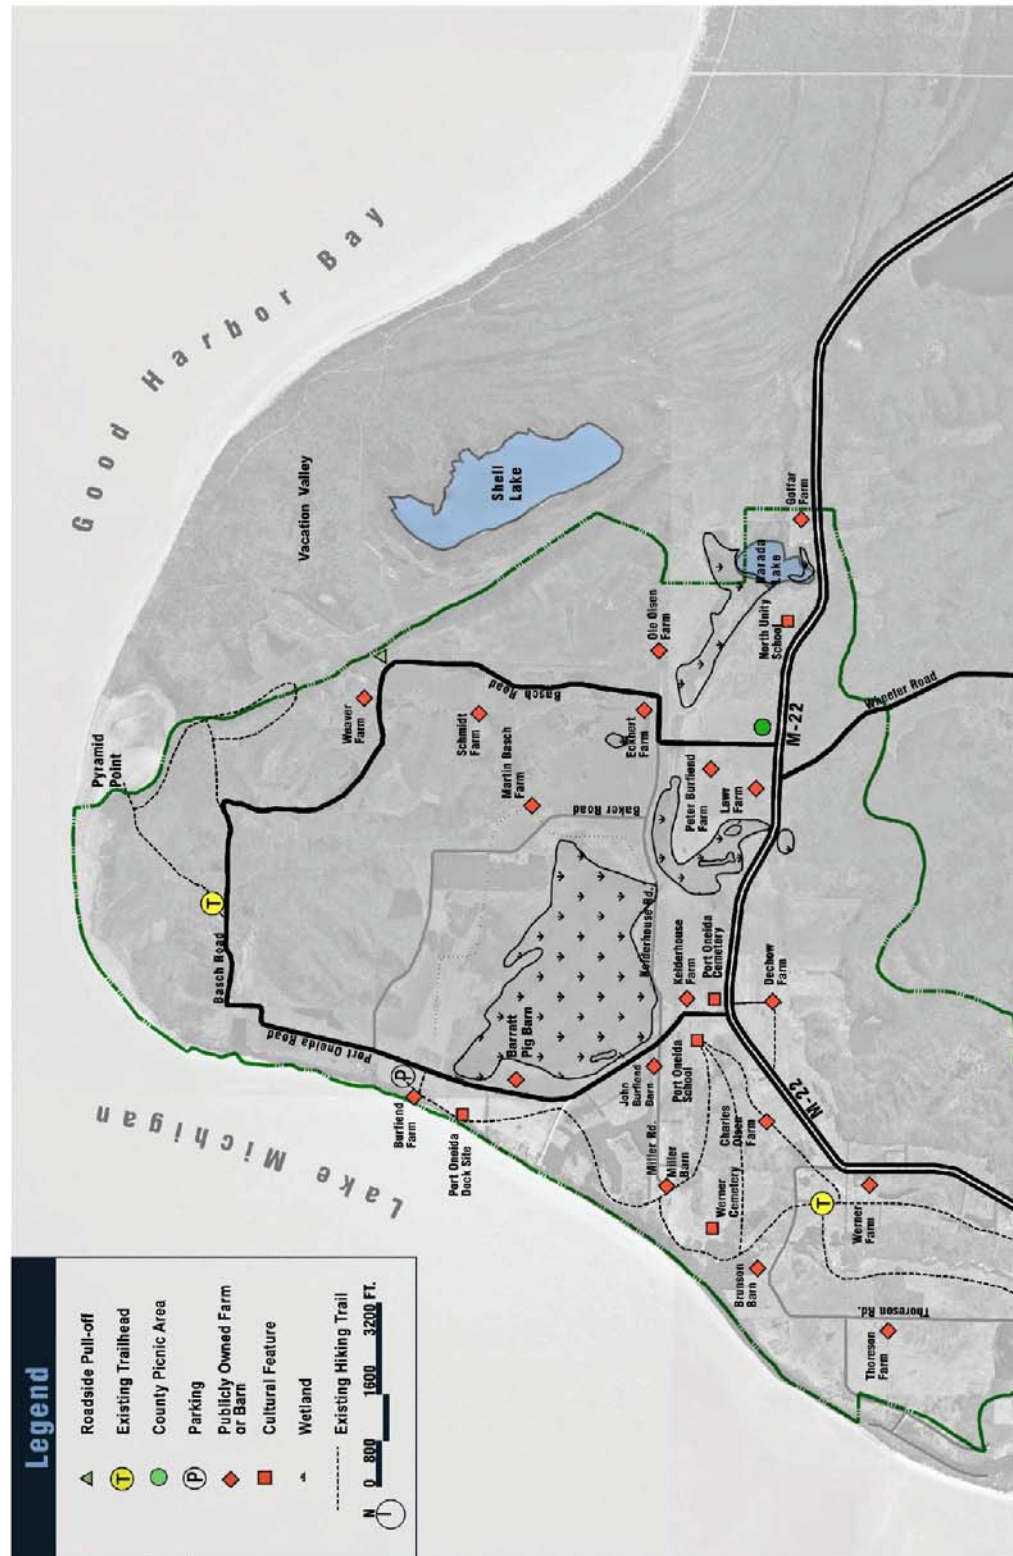 Legend
Roadside Pull-off
T
Existing Trailhead
County Picnic Area
P
Parking
Publicly Owned Farm
or Barn
Cultural Feature
Wetland
Existing Hiking Trail
N
0 800 1600 3200 FT.
Lake Michigan
Good Harbor Bay
Pyramid
Point
T
Basch Road
Port Oneida Road
P
Burfiend
Farm
Port Oneida
Dock Site
Barratt
Pig Barn
Vacation Valley
Shell
Lake
Weaver
Farm
Schmidt
Farm
Martin Basch
Farm
Basch Road
Baker Road
Eckhert
Farm
Ole Olsen
Farm
Narada
Lake
Goffar
Farm
North Unity
School
M-22
Wheeler Road
Peter Burfiend
Farm
Lawr
Farm
Kelderhouse Rd.
Kelderhouse
Farm
Port Oneida
Cemetery
Dechow
Farm
John
Burfiend
Barn
Port Oneida
School
Miller Rd.
Miller
Barn
Charles
Olsen
Farm
M-22
Werner
Cemetery
Brunson
Barn
T
Werner
Farm
Thoreson Rd.
Thoreson
Farm